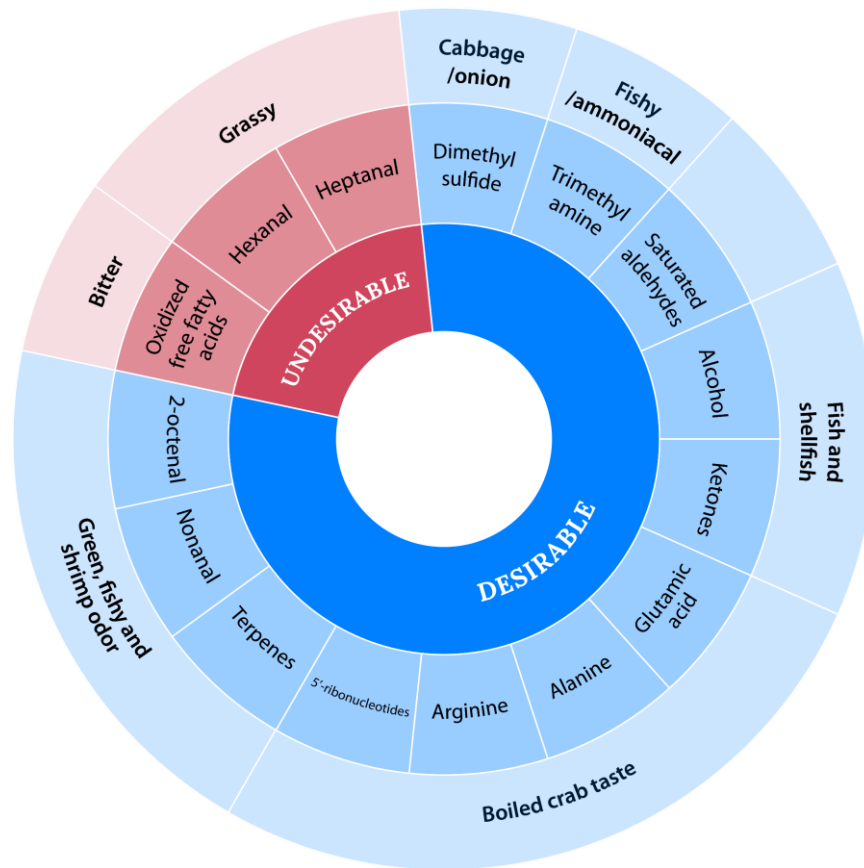 Cabbage
/onion
Fishy
/ammoniacal
Fish and
shellfish
Boiled crab taste
Green, fishy and
shrimp odor
Bitter
Grassy
Dimethyl
sulfide
Trimethyl
amine
Saturated
aldehydes
Alcohol
Ketones
Glutamic
acid
Alanine
Arginine
5'-ribonucleotides
Terpenes
Nonanal
2-octenal
Oxidized
free fatty
acids
Hexanal
Heptanal
UNDESIRABLE
DESIRABLE